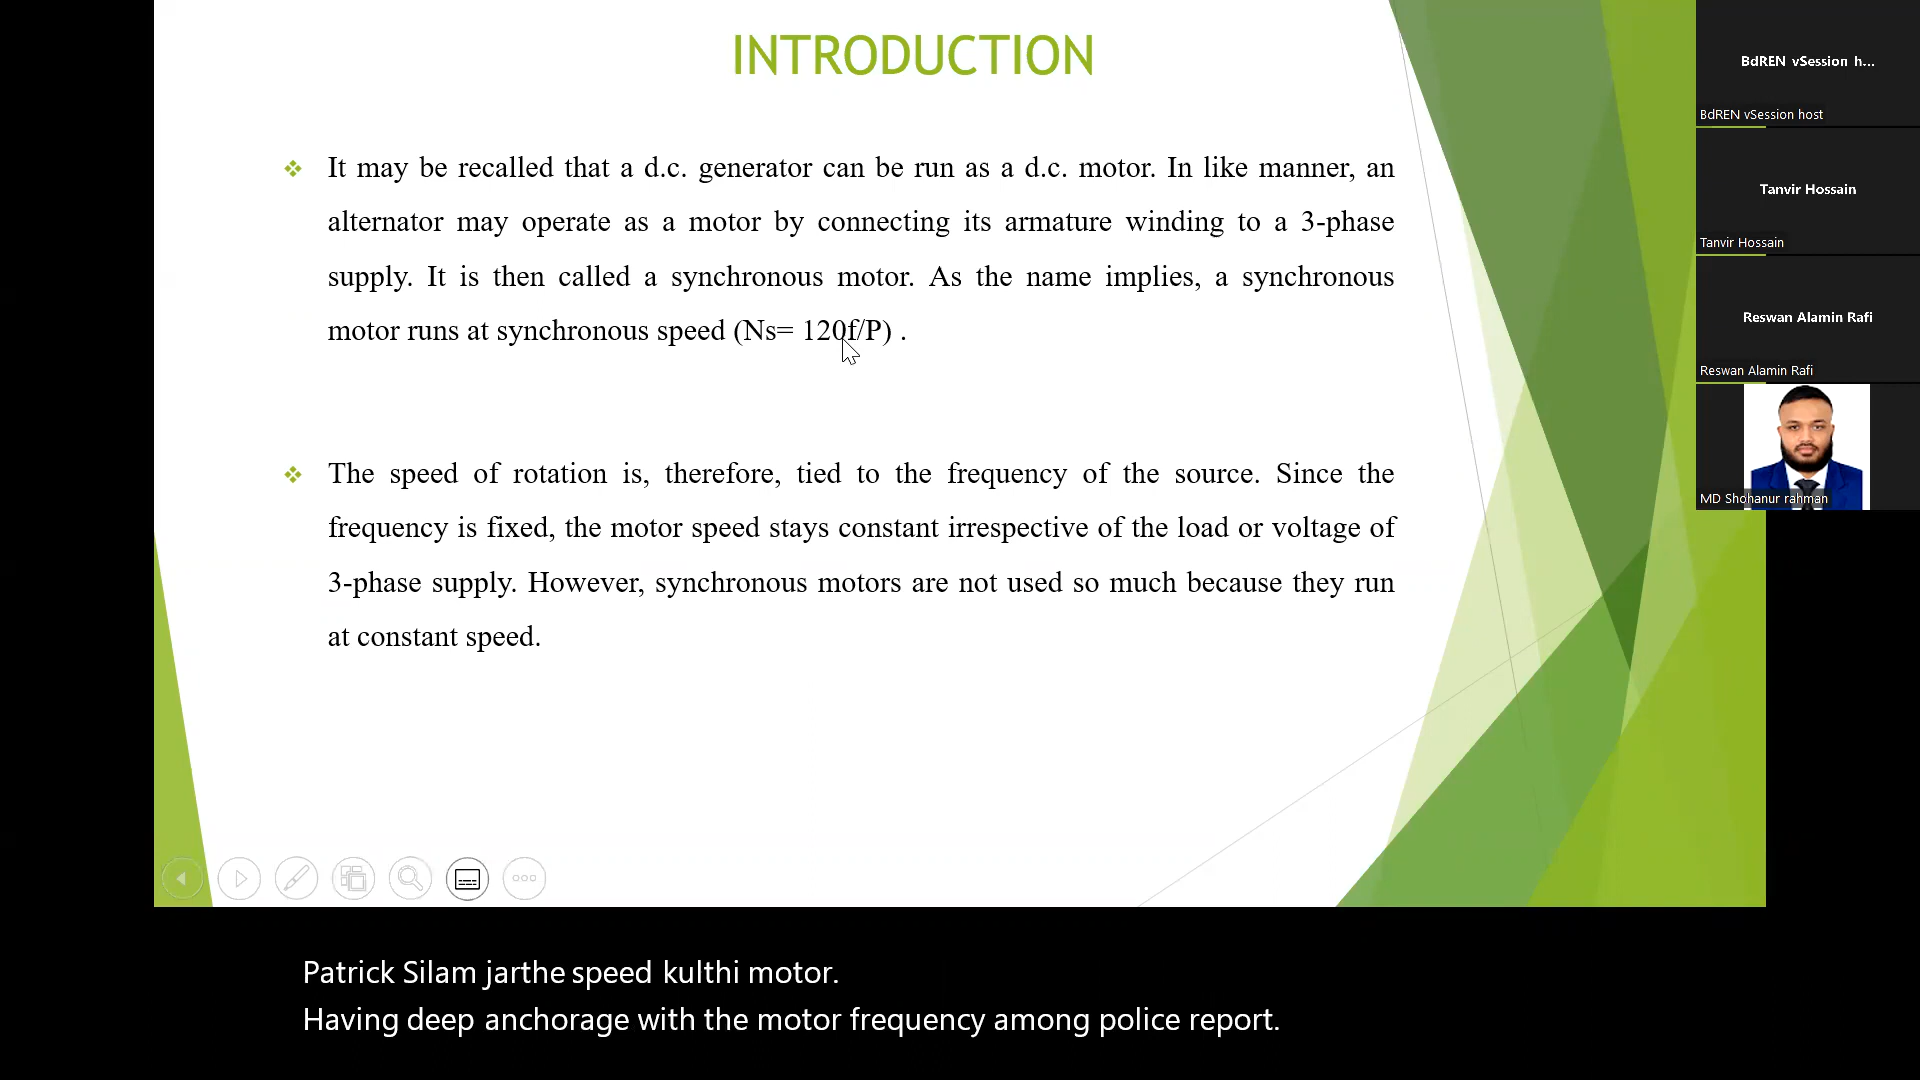 INTRODUCTION
It may be recalled that a d.c. generator can be run as a d.c. motor. In like manner, an
alternator may operate as a motor by connecting its armature winding to a 3-phase
supply. It is then called a synchronous motor. As the name implies, a synchronous
motor runs at synchronous speed (Ns= 120f/P) .
The speed of rotation is, therefore, tied to the frequency of the source. Since the
frequency is fixed, the motor speed stays constant irrespective of the load or voltage of
3-phase supply. However, synchronous motors are not used so much because they run
at constant speed.
BdREN vSession h...
BdREN vSession host
Tanvir Hossain
Tanvir Hossain
Reswan Alamin Rafi
Reswan Alamin Rafi
MD Shohanur rahman
Patrick Silam jarthe speed kulthi motor.
Having deep anchorage with the motor frequency among police report.